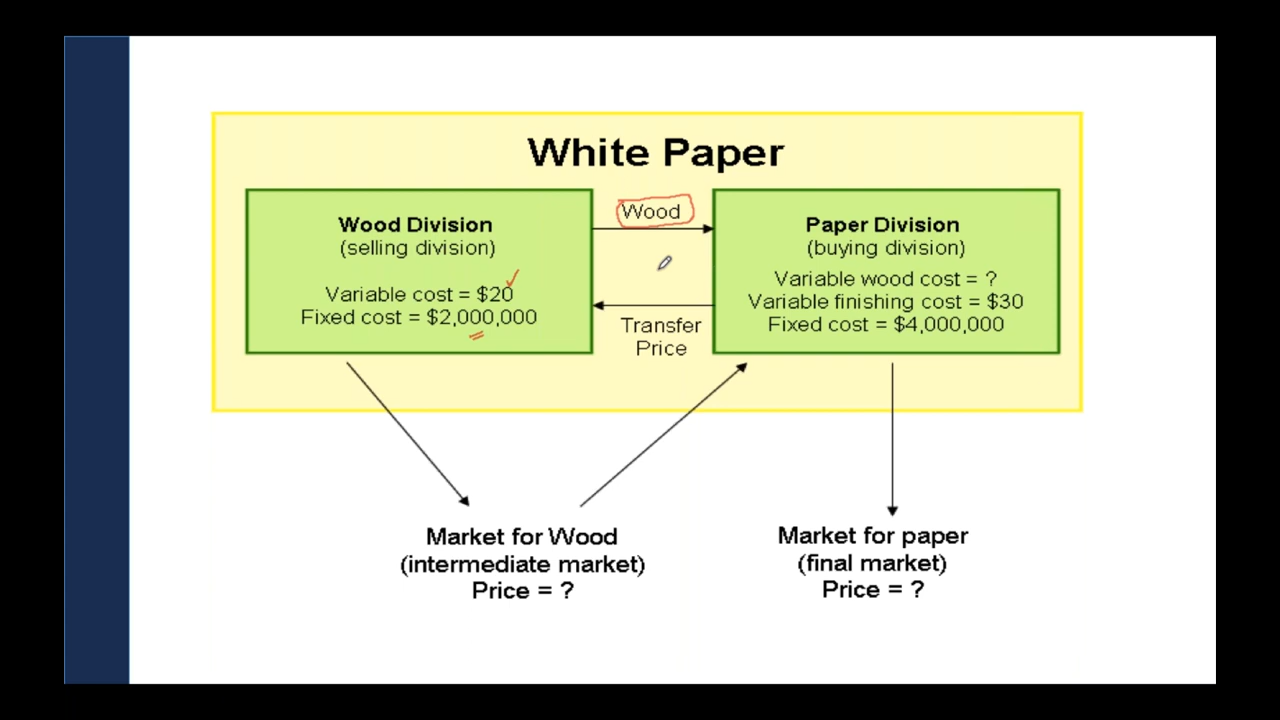 White Paper
Wood Division
(selling division)
Variable cost = $20
Fixed cost = $2,000,000
Wood
Transfer
Price
Paper Division
(buying division)
Variable wood cost = ?
Variable finishing cost = $30
Fixed cost = $4,000,000
Market for Wood
(intermediate market)
Price = ?
Market for paper
(final market)
Price = ?